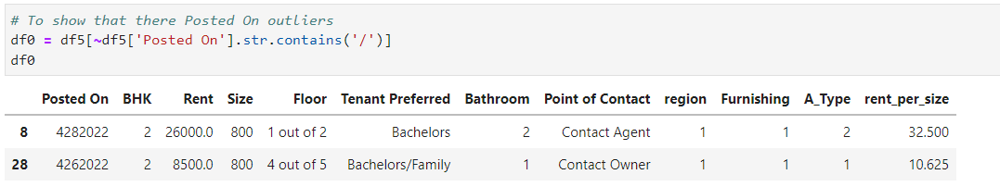 # To show that there Posted On outliers
df0 = df5[~df5['Posted On'].str.contains('/')]
df0
Posted On BHK Rent Size Floor Tenant Preferred Bathroom Point of Contact region Furnishing A_Type rent_per_size
8 4282022 2 26000.0 800 1 out of 2 Bachelors 2 Contact Agent 1 1 2 32.500
28 4262022 2 8500.0 800 4 out of 5 Bachelors/Family 1 Contact Owner 1 1 1 10.625